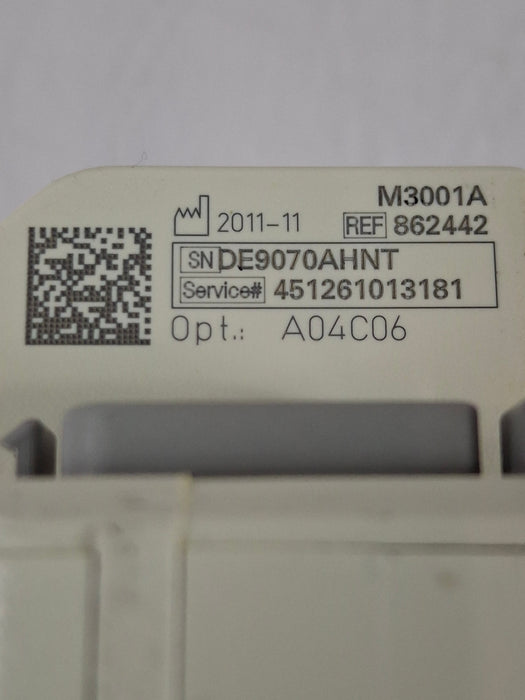 M3001A
2011-11 REF 862442
SN DE9070AHNT
Service# 451261013181
Opt.: A04C06